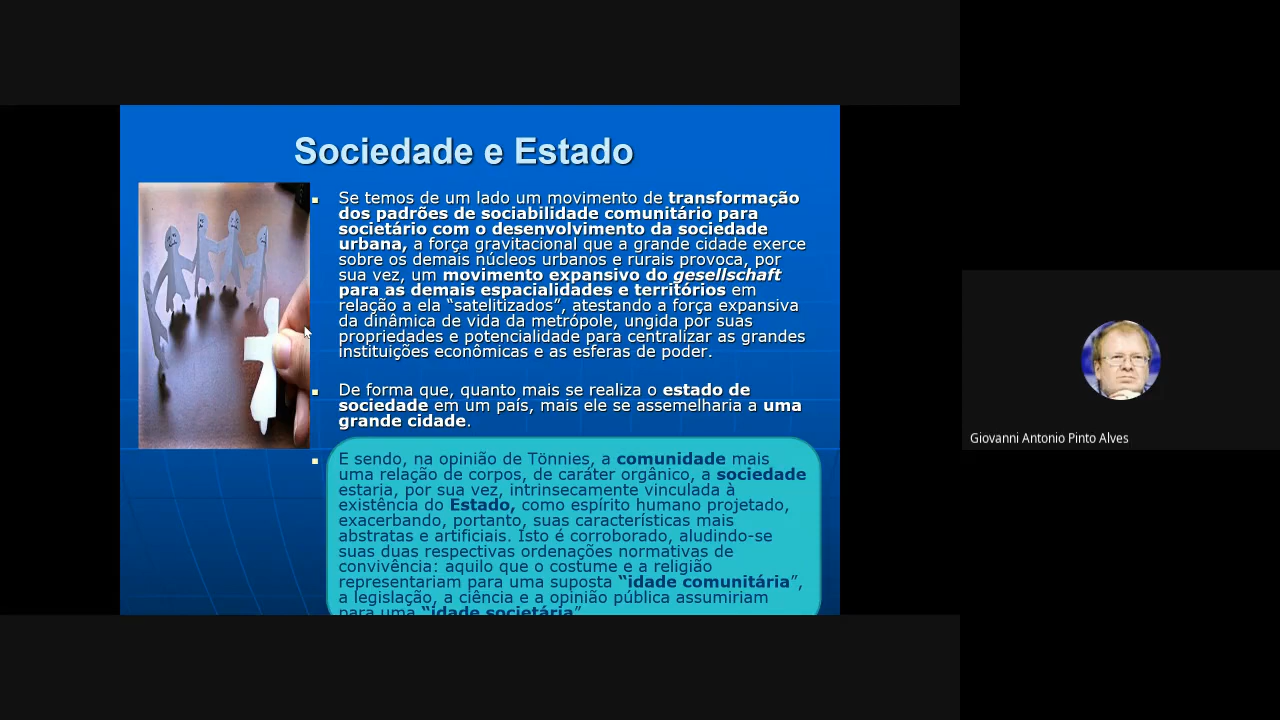 Sociedade e Estado
Se temos de um lado um movimento de transformação
dos padrões de sociabilidade comunitário para
societário com o desenvolvimento da sociedade
urbana, a força gravitacional que a grande cidade exerce
sobre os demais núcleos urbanos e rurais provoca, por
sua vez, um movimento expansivo do gesellschaft
para as demais espacialidades e territórios em
relação a ela “satelitizados”, atestando a força expansiva
da dinâmica de vida da metrópole, ungida por suas
propriedades e potencialidade para centralizar as grandes
instituições econômicas e as esferas de poder.
De forma que, quanto mais se realiza o estado de
sociedade em um país, mais ele se assemelharia a uma
grande cidade.
E sendo, na opinião de Tönnies, a comunidade mais
uma relação de corpos, de caráter orgânico, a sociedade
estaria, por sua vez, intrinsecamente vinculada à
existência do Estado, como espírito humano projetado,
exacerbando, portanto, suas características mais
abstratas e artificiais. Isto é corroborado, aludindo-se
suas duas respectivas ordenações normativas de
convivência: aquilo que o costume e a religião
representariam para uma suposta “idade comunitária”,
a legislação, a ciência e a opinião pública assumiriam
para uma “idade societária”
Giovanni Antonio Pinto Alves